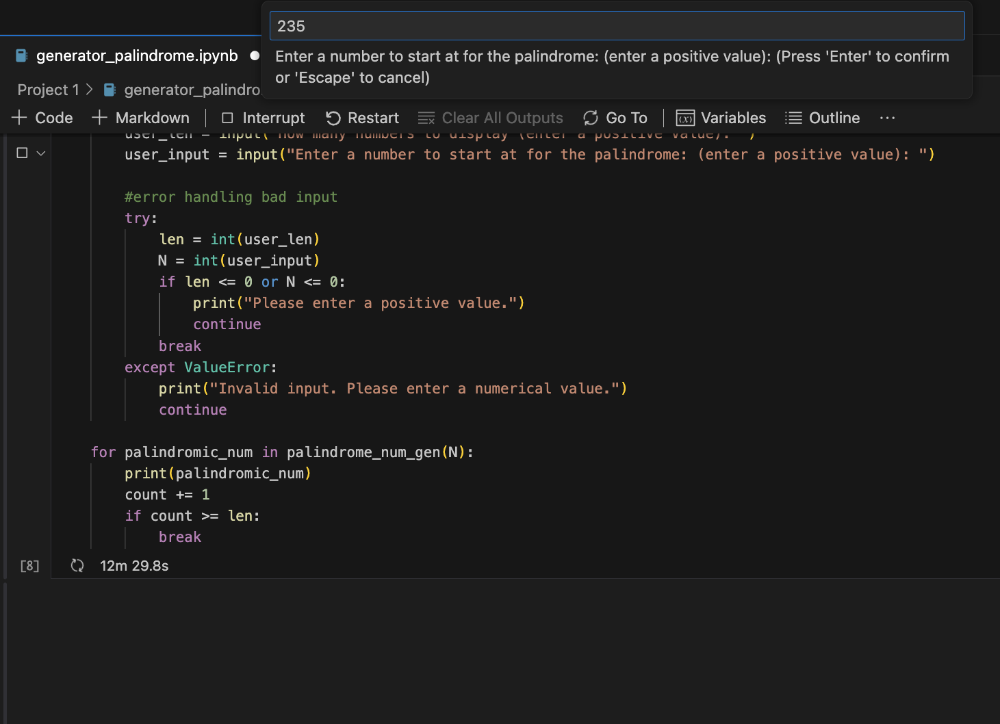 235
Enter a number to start at for the palindrome: (enter a positive value): (Press 'Enter' to confirm
or 'Escape' to cancel)
generator_palindrome.ipynb
Project 1 > generator_palindro
+ Code + Markdown | Interrupt Restart Clear All Outputs Go To | Variables Outline ...
user_len = input("How many numbers to display (enter a positive value): ")
user_input = input("Enter a number to start at for the palindrome: (enter a positive value): ")
#error handling bad input
try:
len = int(user_len)
N = int(user_input)
if len <= 0 or N <= 0:
print("Please enter a positive value.")
continue
break
except ValueError:
print("Invalid input. Please enter a numerical value.")
continue
for palindromic_num in palindrome_num_gen(N):
print(palindromic_num)
count += 1
if count >= len:
break
[8] 12m 29.8s